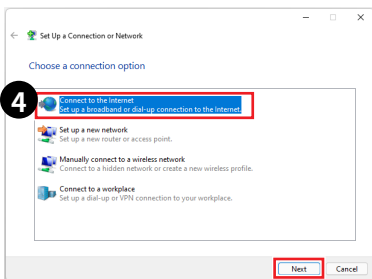 Set Up a Connection or Network
Choose a connection option
4
Connect to the Internet
Set up a broadband or dial-up connection to the Internet.
Set up a new network
Set up a new router or access point.
Manually connect to a wireless network
Connect to a hidden network or create a new wireless profile.
Connect to a workplace
Set up a dial-up or VPN connection to your workplace.
Next
Cancel